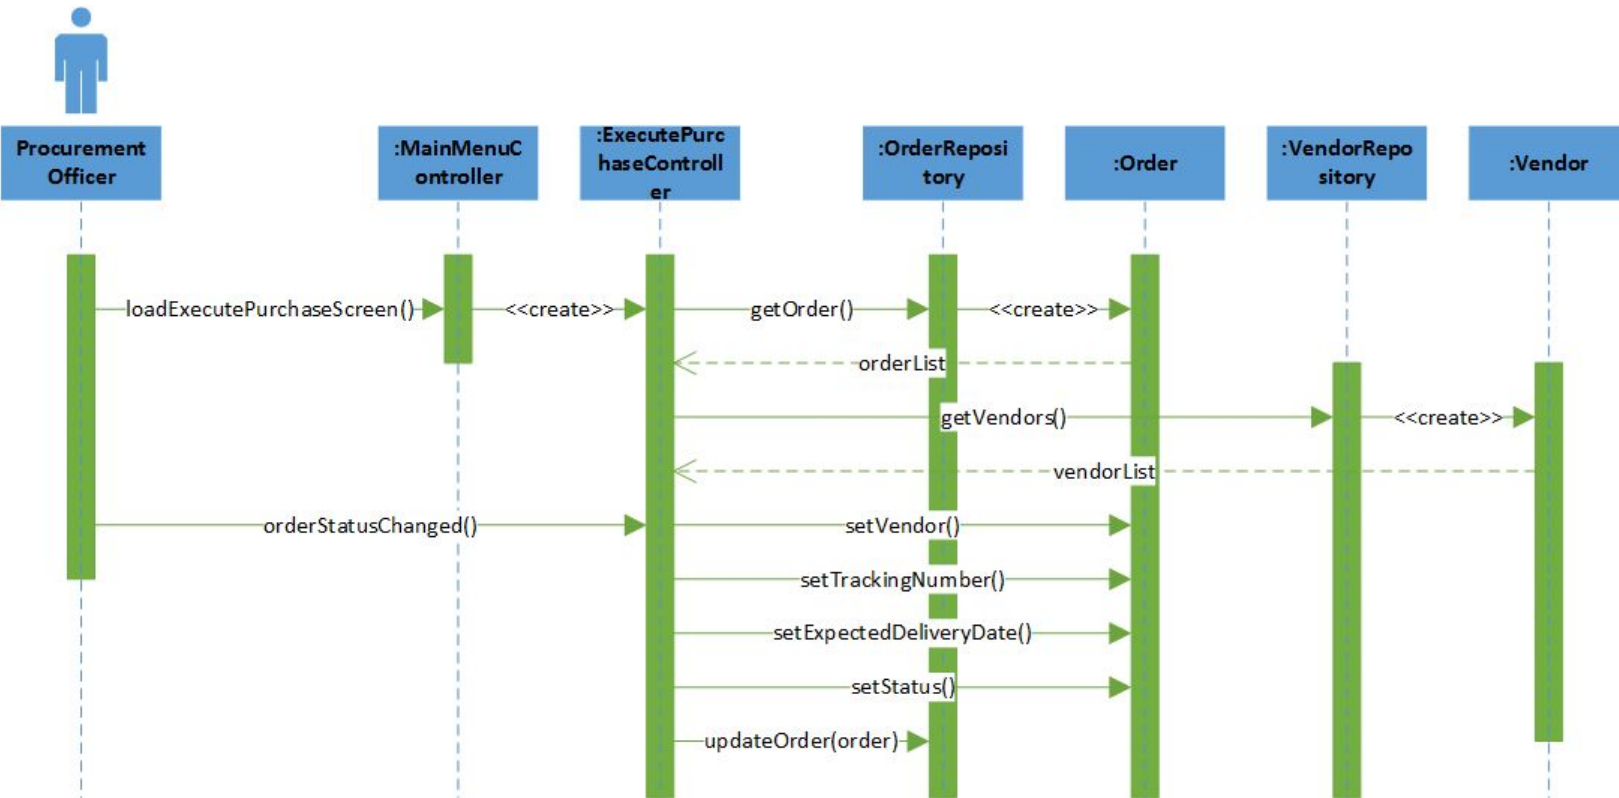 Procurement
Officer
:MainMenuC
ontroller
:ExecutePurc
haseControll
er
:OrderReposi
tory
:Order
:VendorRepo
sitory
:Vendor
loadExecutePurchaseScreen()
<<create>>
getOrder()
<<create>>
orderList
getVendors()
<<create>>
vendorList
orderStatusChanged()
setVendor()
setTrackingNumber()
setExpectedDeliveryDate()
setStatus()
updateOrder(order)